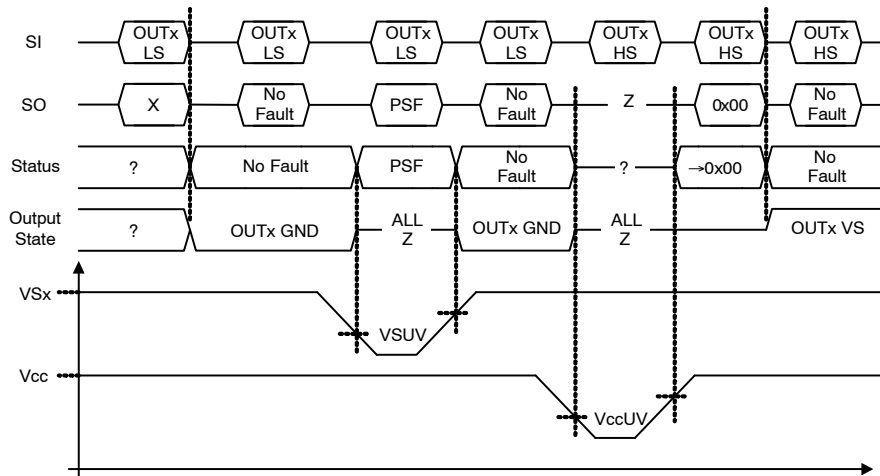 SI
OUTx
LS
OUTx
LS
OUTx
LS
OUTx
LS
OUTx
HS
OUTx
HS
OUTx
HS
SO
X
No
Fault
PSF
No
Fault
Z
0x00
No
Fault
Status
?
No Fault
PSF
No
Fault
?
→0x00
No
Fault
Output
State
?
OUTx GND
ALL
Z
OUTx GND
ALL
Z
OUTx VS
VSx
VSUV
Vcc
VccUV